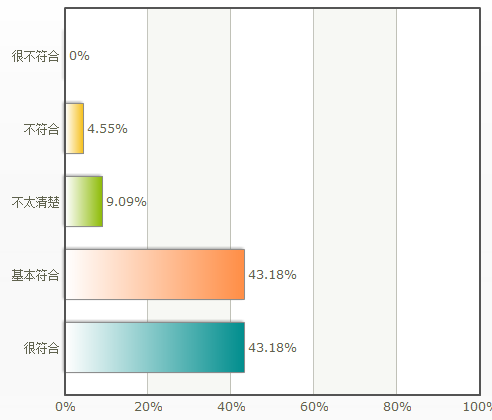 很不符合 0%
不符合 4.55%
不太清楚 9.09%
基本符合 43.18%
很符合 43.18%
0% 20% 40% 60% 80% 100%